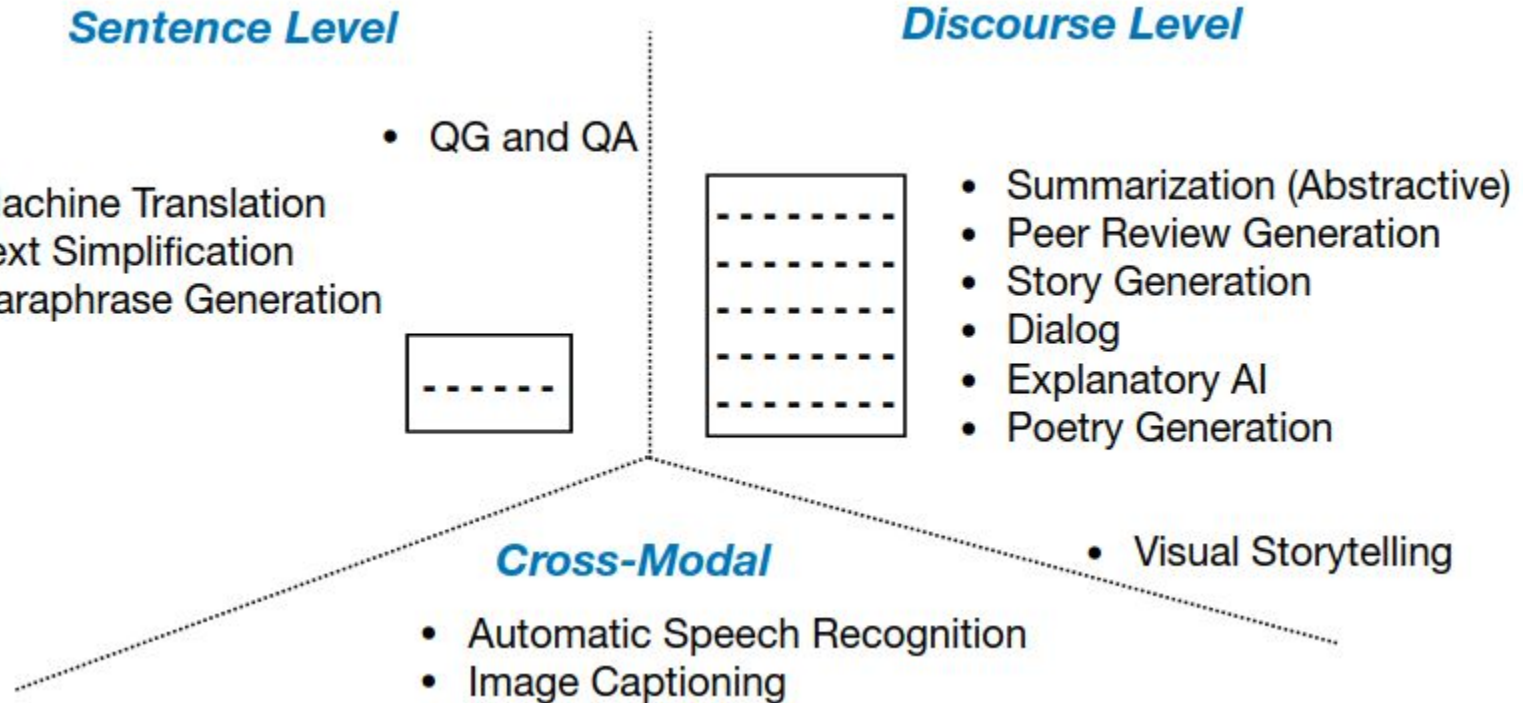 Sentence Level
Discourse Level
• QG and QA
achine Translation
ext Simplification
araphrase Generation
• Summarization (Abstractive)
• Peer Review Generation
• Story Generation
• Dialog
• Explanatory AI
• Poetry Generation
Cross-Modal
• Visual Storytelling
• Automatic Speech Recognition
• Image Captioning